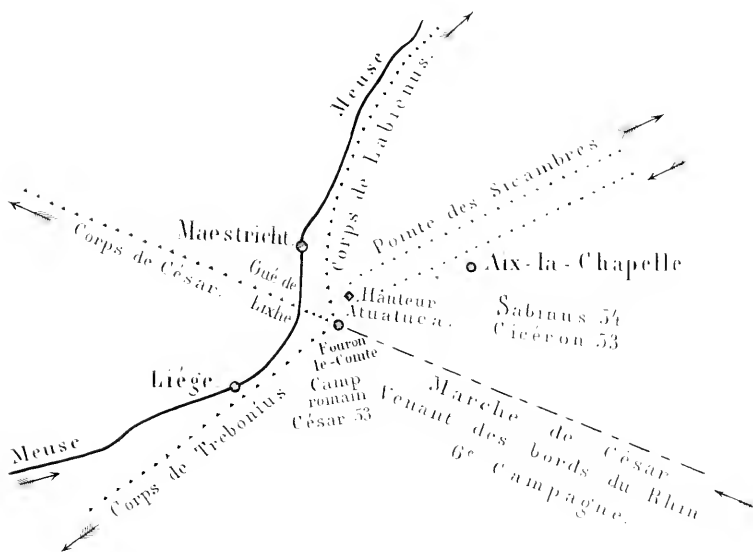 Meuse
Corps de Labienus.
Pointe des Sicambres
Maestricht.
Corps de César.
Gué de
Lixhe
Aix-la-Chapelle
Hauteur
Atuatuca.
Sabinus 54
Cicéron 53
Fouron
le-Comte
Camp
romain
César 53
Liége.
Corps de Trebonius
Meuse
Marche de César
Venant des bords du Rhin
6e Campagne.